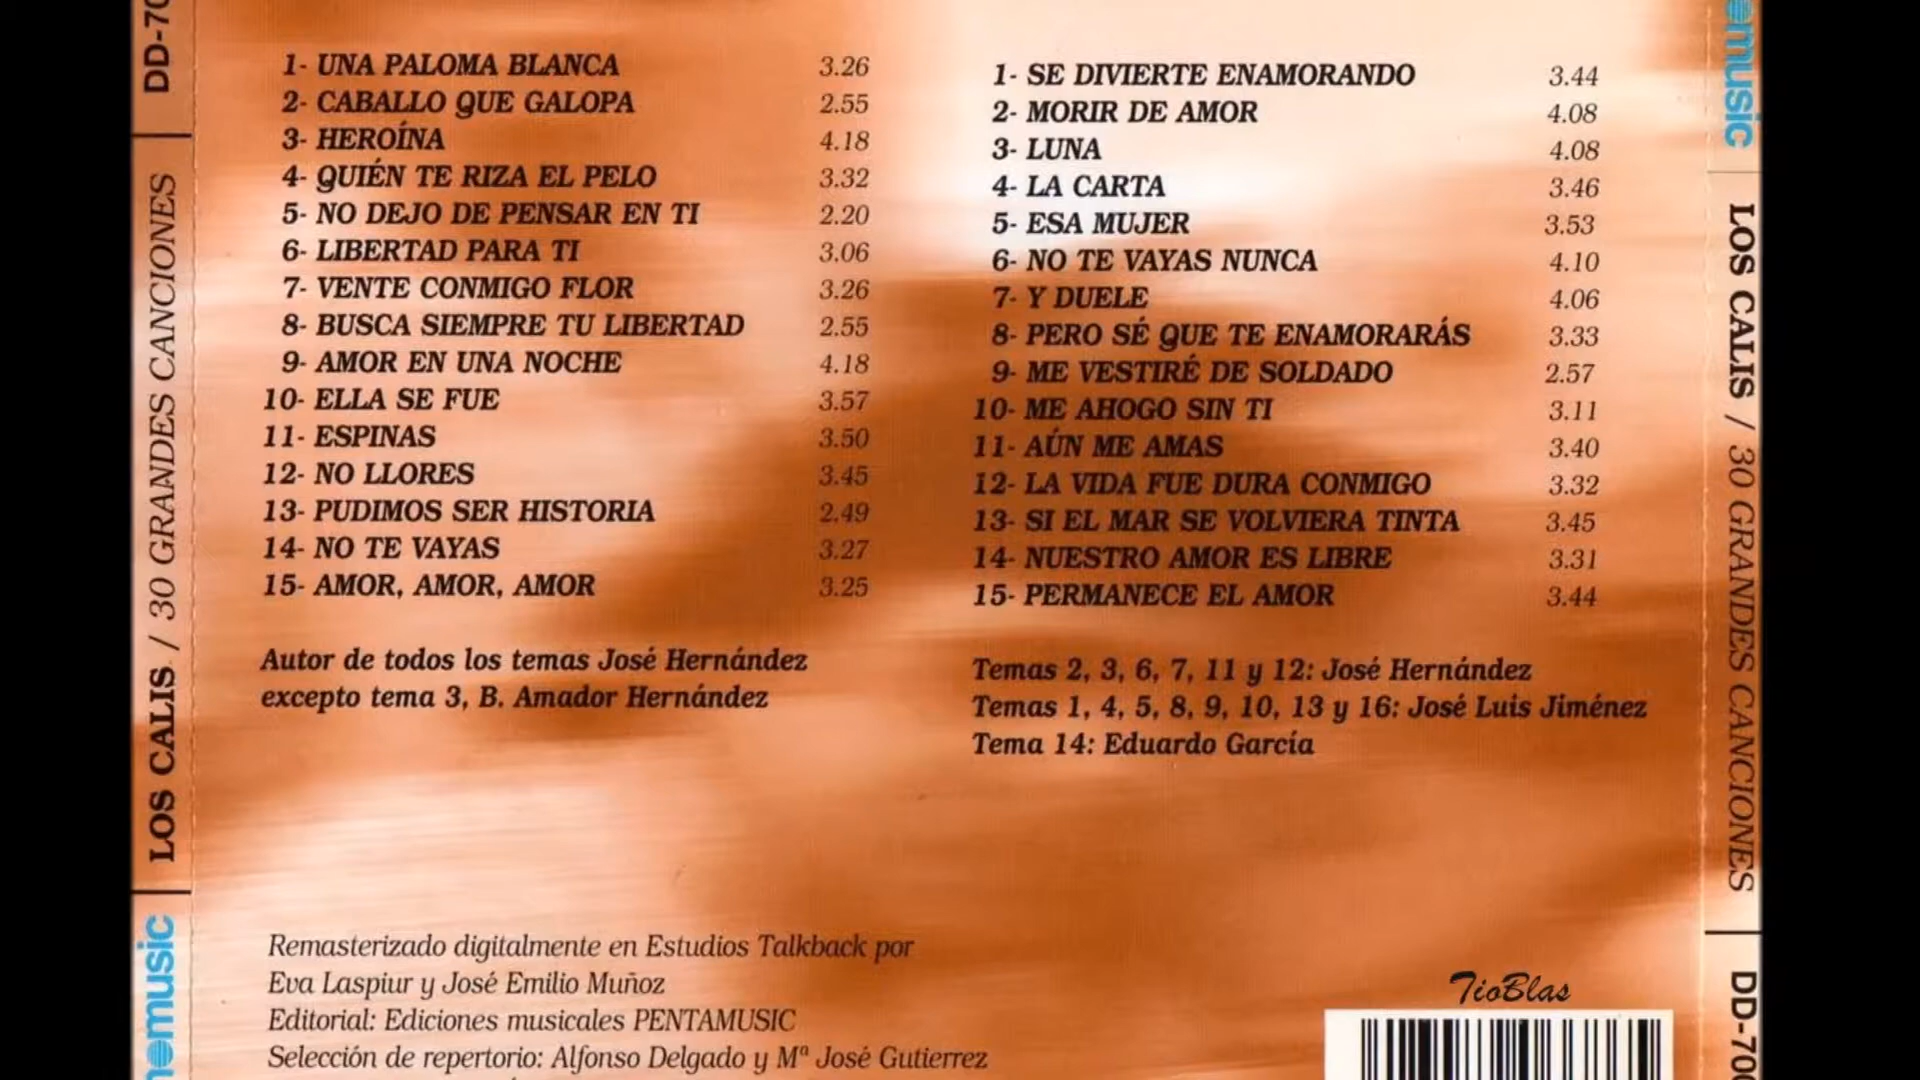 1- UNA PALOMA BLANCA 3.26
2- CABALLO QUE GALOPA 2.55
3- HEROÍNA 4.18
4- QUIÉN TE RIZA EL PELO 3.32
5- NO DEJO DE PENSAR EN TI 2.20
6- LIBERTAD PARA TI 3.06
7- VENTE CONMIGO FLOR 3.26
8- BUSCA SIEMPRE TU LIBERTAD 2.55
9- AMOR EN UNA NOCHE 4.18
10- ELLA SE FUE 3.57
11- ESPINAS 3.50
12- NO LLORES 3.45
13- PUDIMOS SER HISTORIA 2.49
14- NO TE VAYAS 3.27
15- AMOR, AMOR, AMOR 3.25
Autor de todos los temas José Hernández
excepto tema 3, B. Amador Hernández
1- SE DIVIERTE ENAMORANDO 3.44
2- MORIR DE AMOR 4.08
3- LUNA 4.08
4- LA CARTA 3.46
5- ESA MUJER 3.53
6- NO TE VAYAS NUNCA 4.10
7- Y DUELE 4.06
8- PERO SÉ QUE TE ENAMORARÁS 3.33
9- ME VESTIRÉ DE SOLDADO 2.57
10- ME AHOGO SIN TI 3.11
11- AÚN ME AMAS 3.40
12- LA VIDA FUE DURA CONMIGO 3.32
13- SI EL MAR SE VOLVIERA TINTA 3.45
14- NUESTRO AMOR ES LIBRE 3.31
15- PERMANECE EL AMOR 3.44
Temas 2, 3, 6, 7, 11 y 12: José Hernández
Temas 1, 4, 5, 8, 9, 10, 13 y 16: José Luis Jiménez
Tema 14: Eduardo García
Remasterizado digitalmente en Estudios Talkback por
Eva Laspiur y José Emilio Muñoz
Editorial: Ediciones musicales PENTAMUSIC
Selección de repertorio: Alfonso Delgado y Mª José Gutierrez
TioBlas
LOS CALIS / 30 GRANDES CANCIONES
DD-70
music
LOS CALIS / 30 GRANDES CANCIONES
DD-700
music